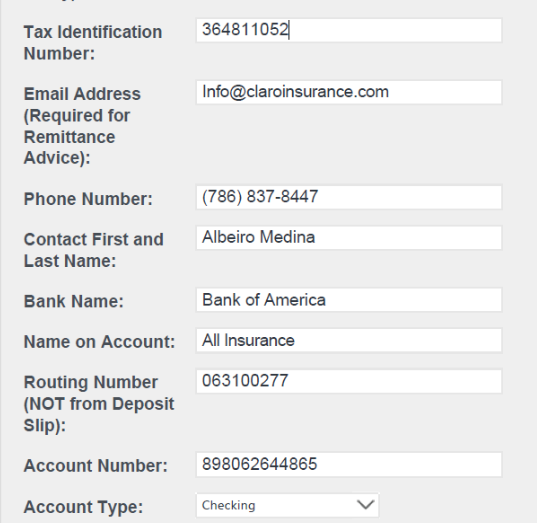 Tax Identification
Number:
364811052
Email Address
(Required for
Remittance
Advice):
Info@claroinsurance.com
Phone Number:
(786) 837-8447
Contact First and
Last Name:
Albeiro Medina
Bank Name:
Bank of America
Name on Account:
All Insurance
Routing Number
(NOT from Deposit
Slip):
063100277
Account Number:
898062644865
Account Type:
Checking